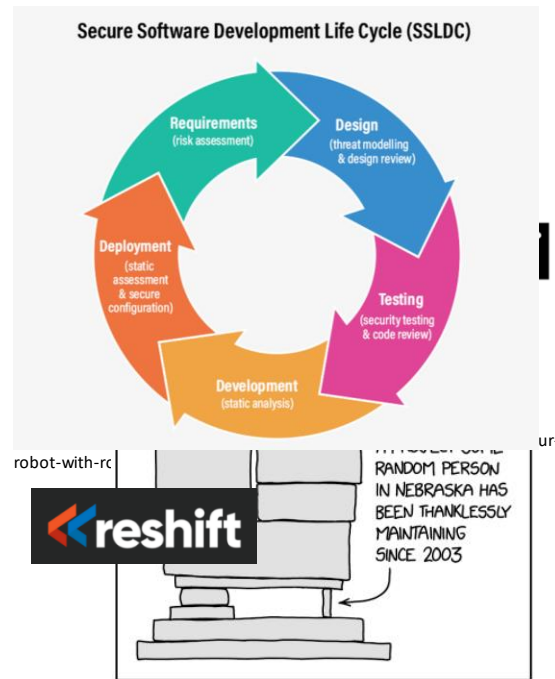 Secure Software Development Life Cycle (SSLDC)
Requirements
(risk assessment)
Design
(threat modelling
& design review)
Testing
(security testing
& code review)
Development
(static analysis)
Deployment
(static
assessment
& secure
configuration)
RANDOM PERSON
IN NEBRASKA HAS
BEEN THANKLESSLY
MAINTAINING
SINCE 2003
robot-with-
reshift